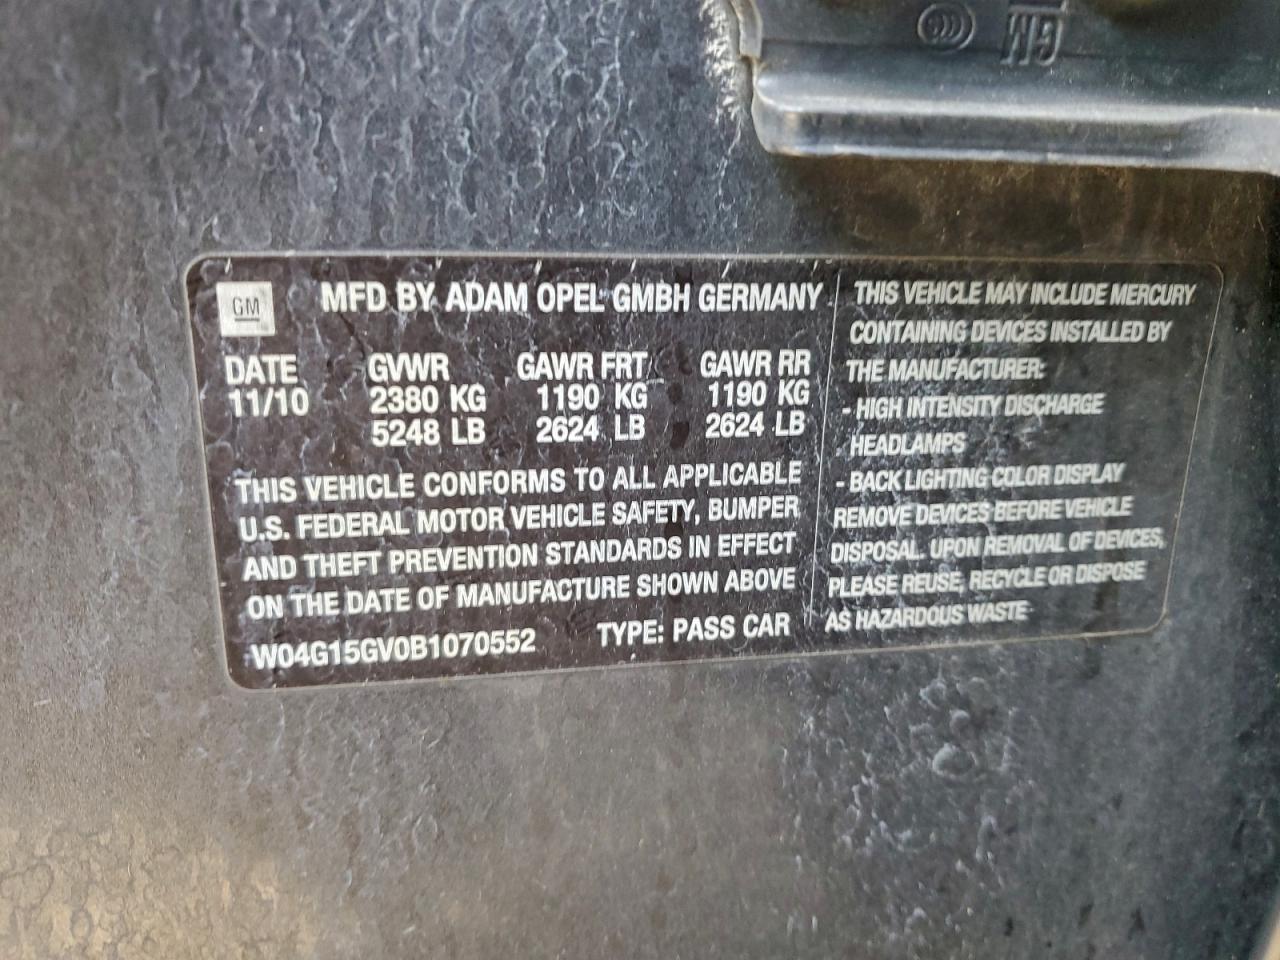 GM
GM
MFD BY ADAM OPEL GMBH GERMANY
DATE GVWR GAWR FRT GAWR RR
11/10 2380 KG 1190 KG 1190 KG
5248 LB 2624 LB 2624 LB
THIS VEHICLE CONFORMS TO ALL APPLICABLE
U.S. FEDERAL MOTOR VEHICLE SAFETY, BUMPER
AND THEFT PREVENTION STANDARDS IN EFFECT
ON THE DATE OF MANUFACTURE SHOWN ABOVE
W04G15GV0B1070552 TYPE: PASS CAR
THIS VEHICLE MAY INCLUDE MERCURY
CONTAINING DEVICES INSTALLED BY
THE MANUFACTURER:
- HIGH INTENSITY DISCHARGE
HEADLAMPS
- BACK LIGHTING COLOR DISPLAY
REMOVE DEVICES BEFORE VEHICLE
DISPOSAL. UPON REMOVAL OF DEVICES,
PLEASE REUSE, RECYCLE OR DISPOSE
AS HAZARDOUS WASTE